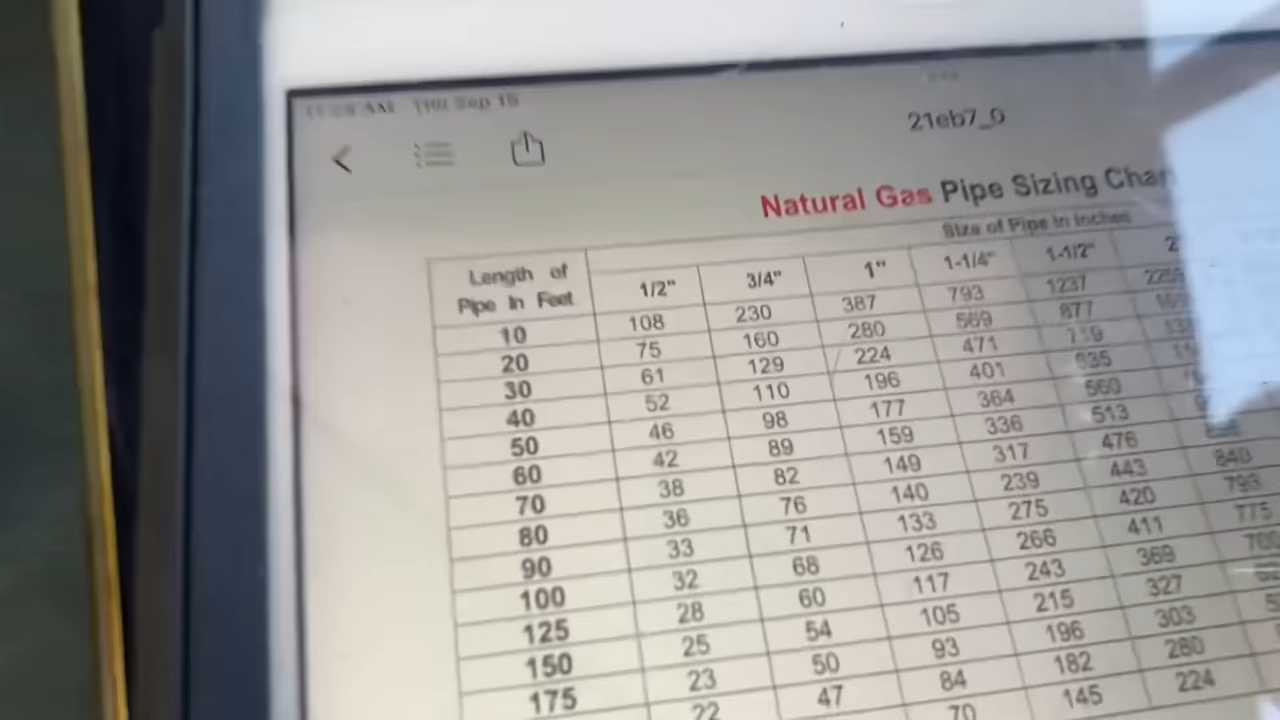 AM Thu Sep 15
21eb7_0
Natural Gas Pipe Sizing
Size of Pipe In Inches
Length of Pipe In Feet 1/2" 3/4" 1" 1-1/4" 1-1/2"
10 108 230 387 793 1237
20 75 160 280 569 877
30 61 129 224 471
40 52 110 196 401 635
50 46 98 177 364 560
60 42 89 159 336 513
70 38 82 149 317 476 840
80 36 76 140 239 443 793
90 33 71 133 275 420 775
100 32 68 126 266 411
125 28 60 117 243 369
150 25 54 105 215 327
175 23 50 93 196 303
22 47 84 182 280
70 145 224